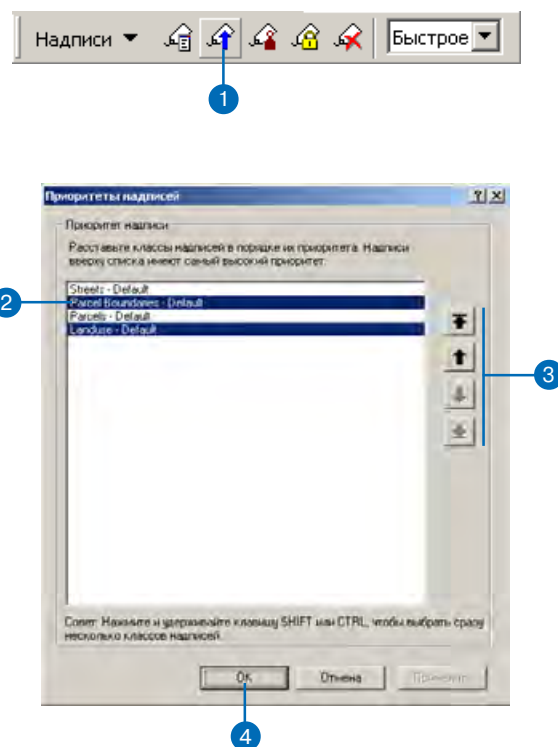 Надписи
Быстрое
1
Приоритеты надписей
Приоритет надписи
Расставьте классы надписей в порядке их приоритета. Надписи
вверху списка имеют самый высокий приоритет.
2
Streets - Default
Parcel Boundaries - Default
Parcels - Default
Landuse - Default
3
Совет: Нажмите и удерживайте клавишу SHIFT или CTRL, чтобы выбрать сразу
несколько классов надписей.
OK
Отмена
Применить
4